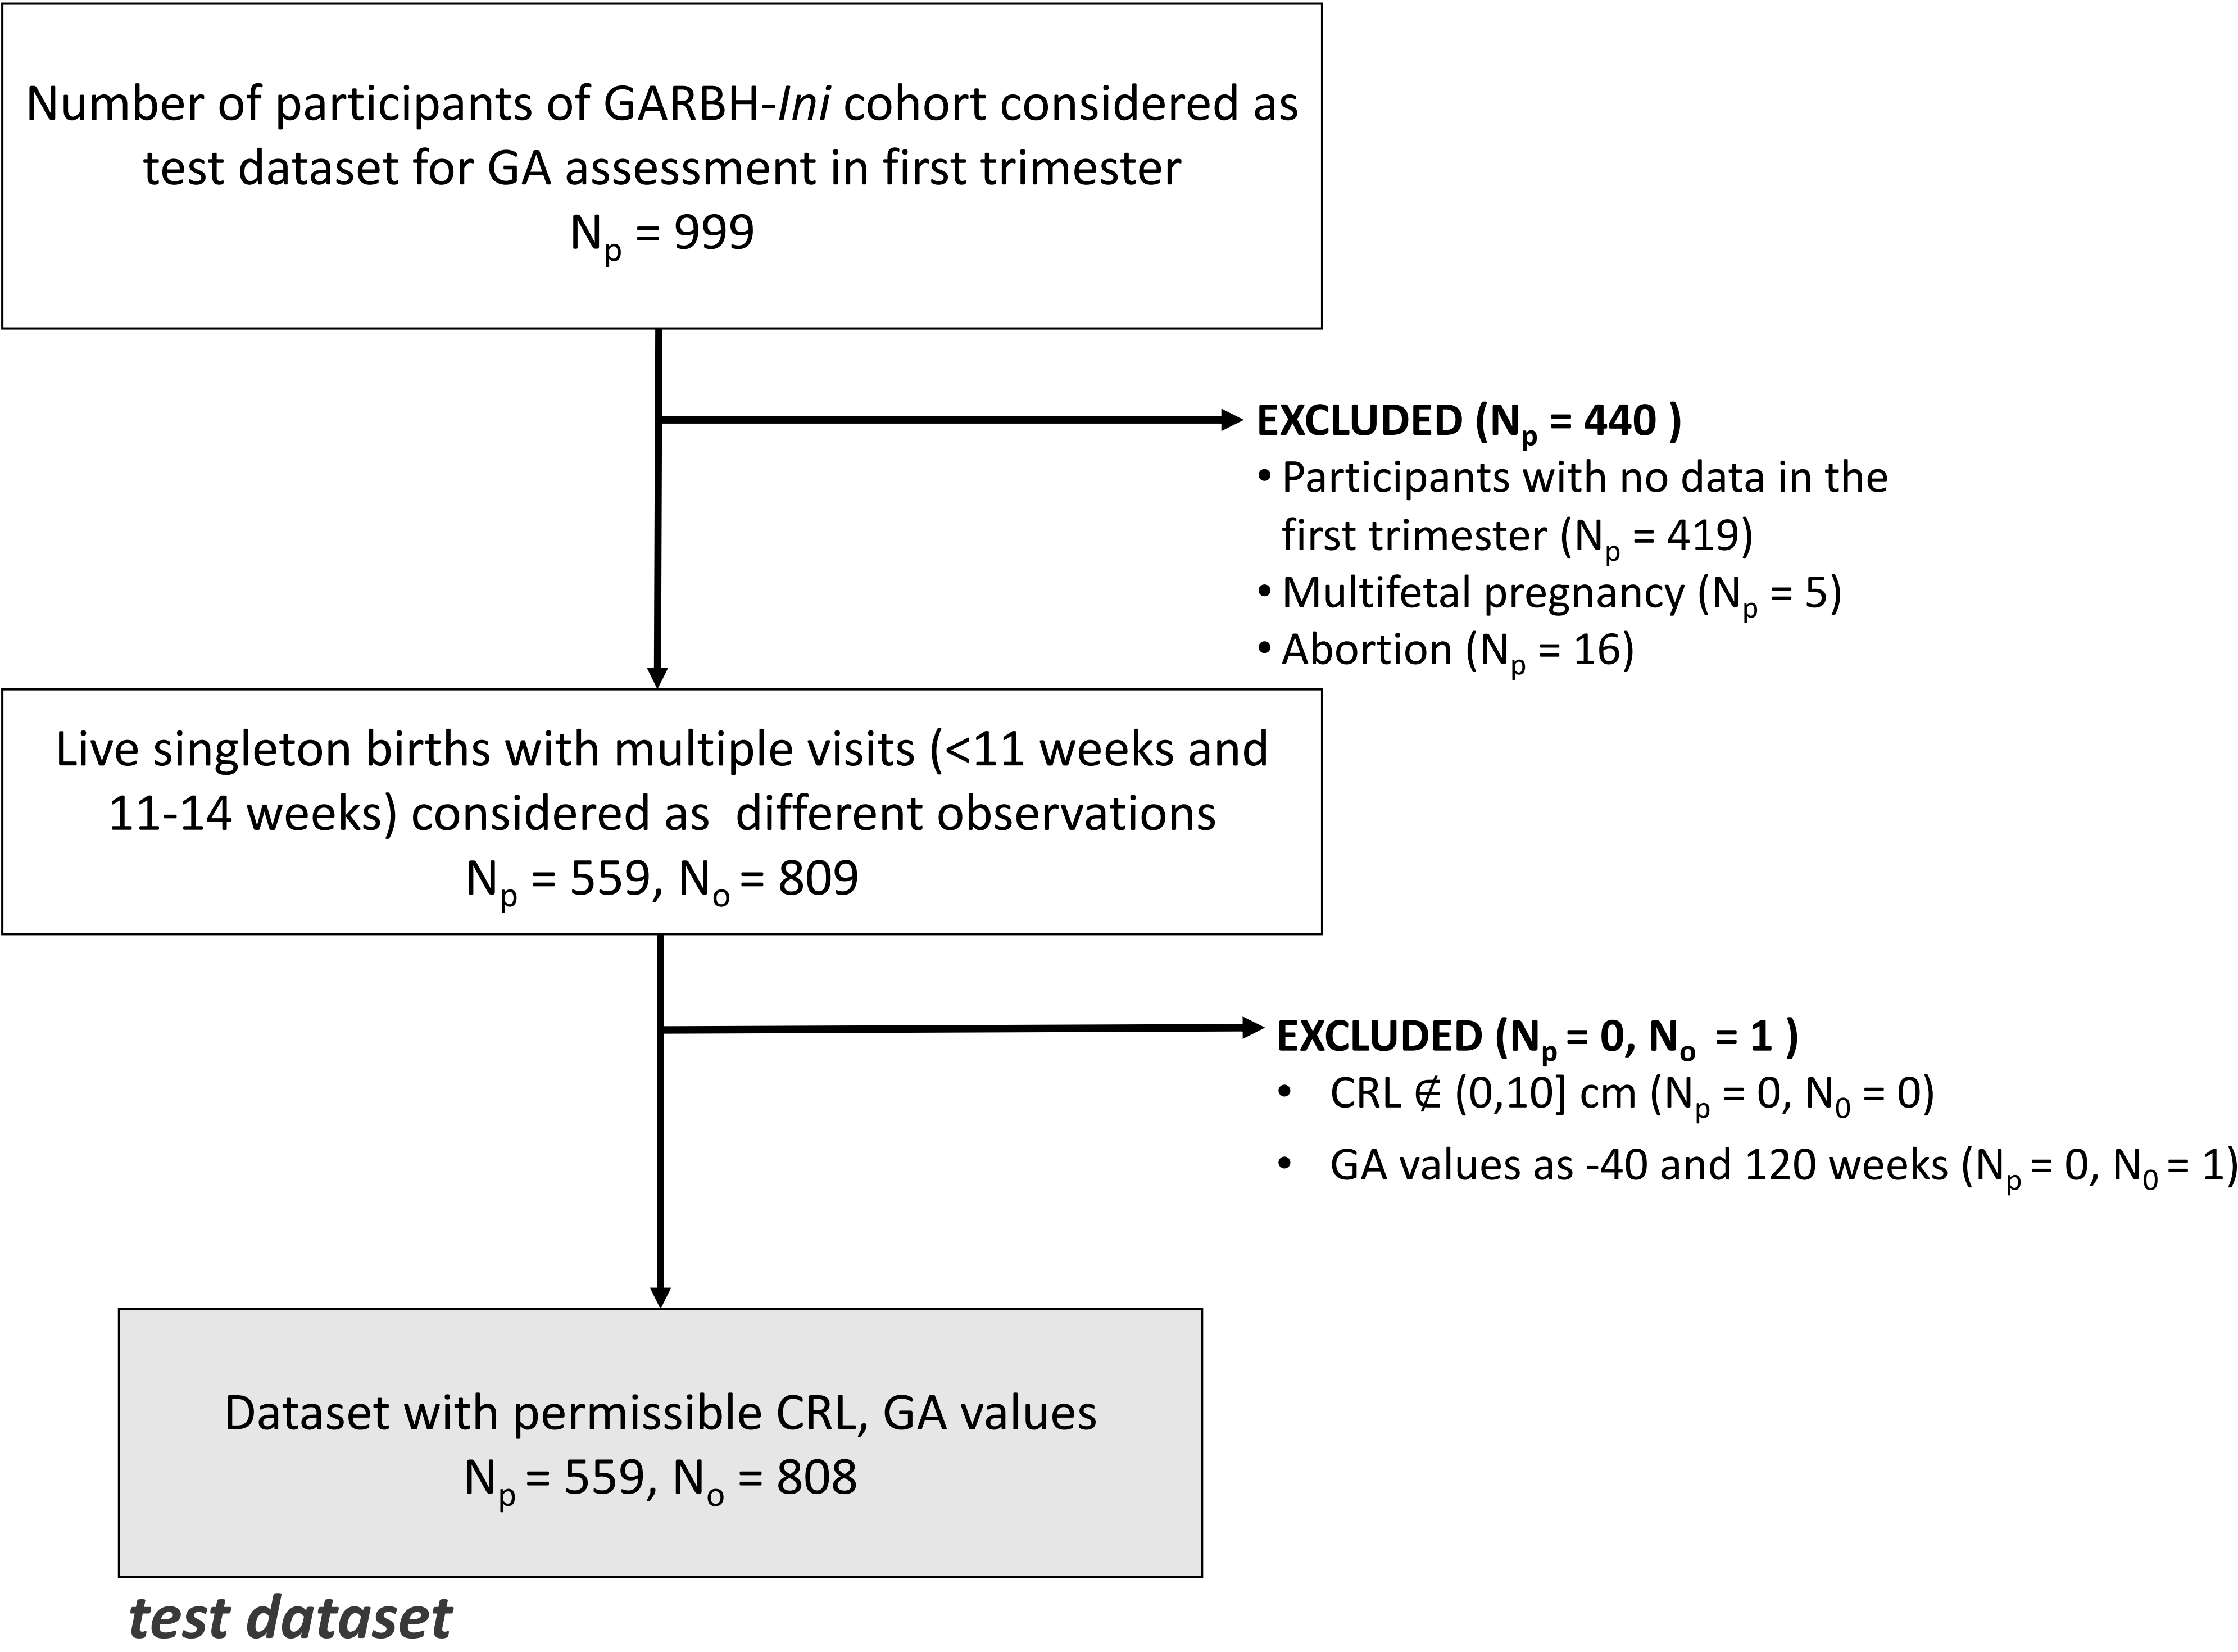 Number of participants of GARBH-Ini cohort considered as
test dataset for GA assessment in first trimester
Np = 999
EXCLUDED (Np = 440 )
• Participants with no data in the
first trimester (Np = 419)
• Multifetal pregnancy (Np = 5)
• Abortion (Np = 16)
Live singleton births with multiple visits (<11 weeks and
11-14 weeks) considered as different observations
Np = 559, No = 809
EXCLUDED (Np = 0, No = 1 )
• CRL ∉ (0,10] cm (Np = 0, N0 = 0)
• GA values as -40 and 120 weeks (Np = 0, N0 = 1)
Dataset with permissible CRL, GA values
Np = 559, No = 808
test dataset